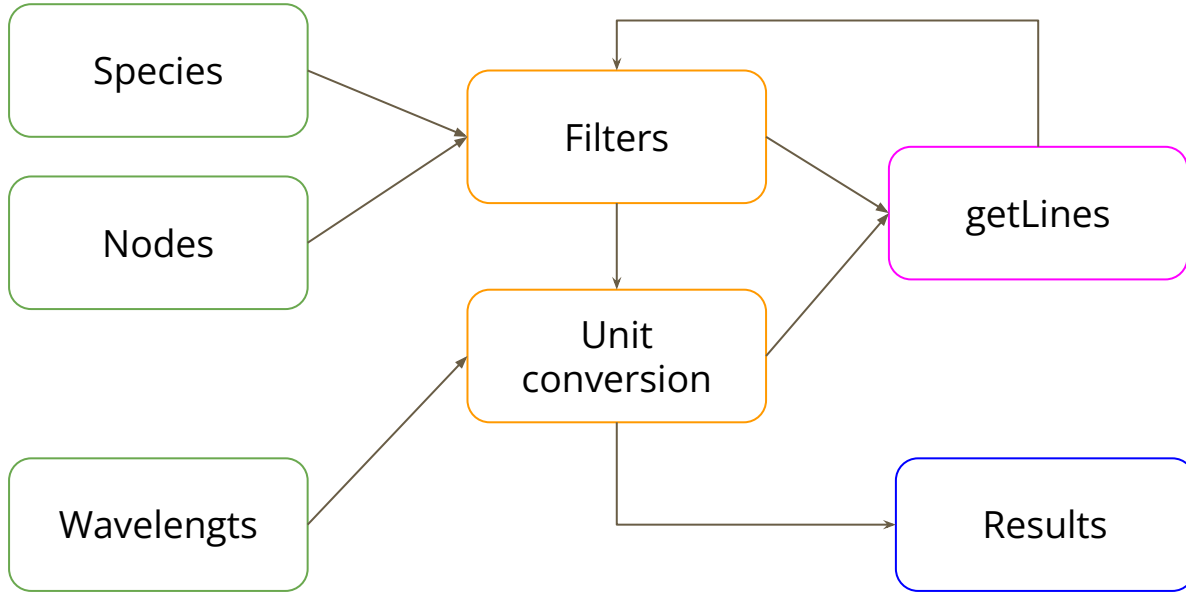 Species
Filters
Nodes
getLines
Unit
conversion
Wavelengts
Results